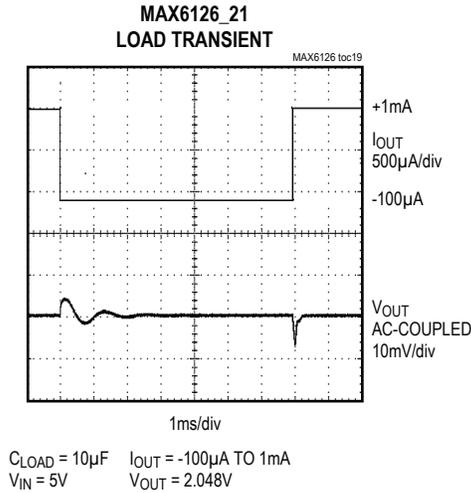 MAX6126_21
LOAD TRANSIENT
MAX6126 toc19
+1mA
IOUT
500µA/div
-100µA
VOUT
AC-COUPLED
10mV/div
1ms/div
CLOAD = 10µF IOUT = -100µA TO 1mA
VIN = 5V VOUT = 2.048V